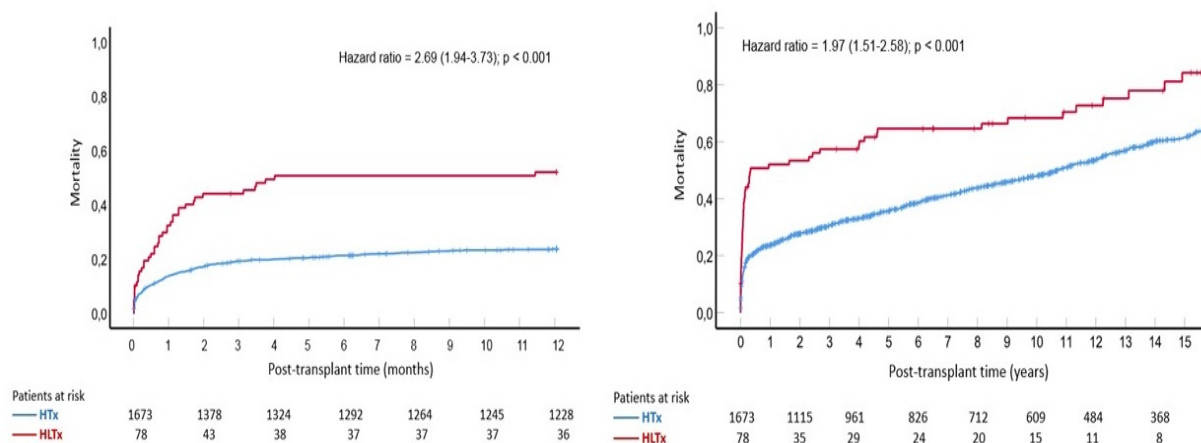 Hazard ratio = 2.69 (1.94-3.73); p < 0.001
1,0
0,8
0,6
0,4
0,2
0,0
Mortality
0 1 2 3 4 5 6 7 8 9 10 11 12
Post-transplant time (months)
Patients at risk
HTx 1673 1378 1324 1292 1264 1245 1228
HLTx 78 43 38 37 37 37 36
Hazard ratio = 1.97 (1.51-2.58); p < 0.001
1,0
0,8
0,6
0,4
0,2
0,0
Mortality
0 1 2 3 4 5 6 7 8 9 10 11 12 13 14 15
Post-transplant time (years)
Patients at risk
HTx 1673 1115 961 826 712 609 484 368
HLTx 78 35 29 24 20 15 11 8